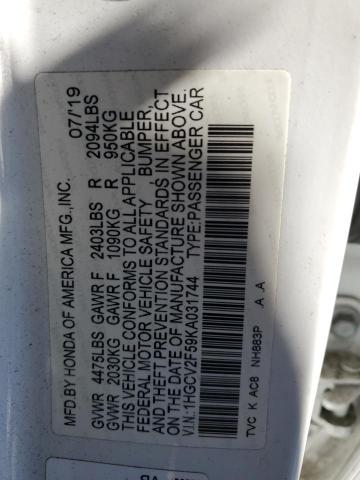 MFD.BY HONDA OF AMERICA MFG.,INC. 07/19
GVWR 4475LBS GAWR F 2403LBS R 2094LBS
GVWR 2030KG GAWR F 1090KG R 950KG
THIS VEHICLE CONFORMS TO ALL APPLICABLE
FEDERAL MOTOR VEHICLE SAFETY, BUMPER,
AND THEFT PREVENTION STANDARDS IN EFFECT
ON THE DATE OF MANUFACTURE SHOWN ABOVE.
V.I.N.:1HGCV2F59KA031744 TYPE:PASSENGER CAR
TVC K AC8 NH883P A A